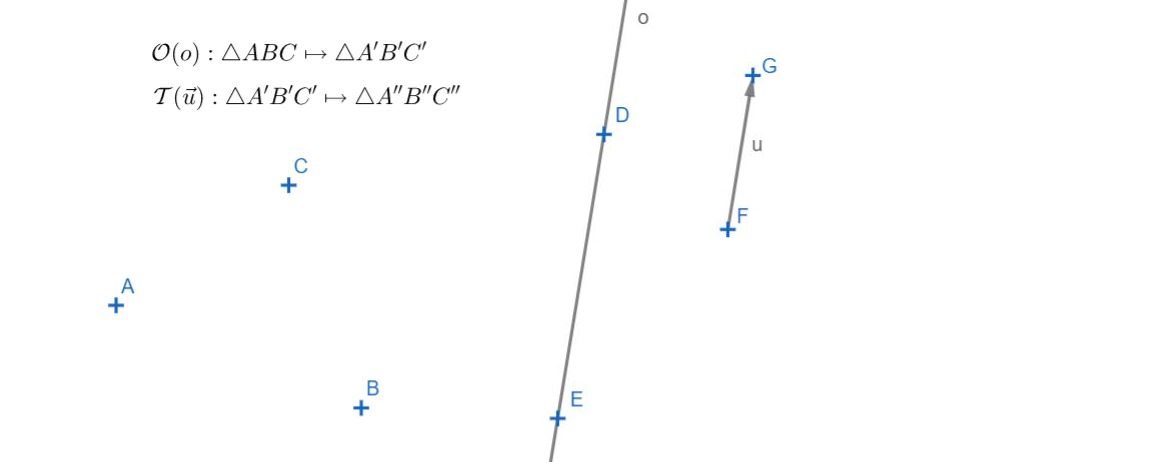 o
𝒪(o) : △ABC ↦ △A′B′C′
G
𝒯(u⃗) : △A′B′C′ ↦ △A″B″C″
D
u
C
F
A
B
E